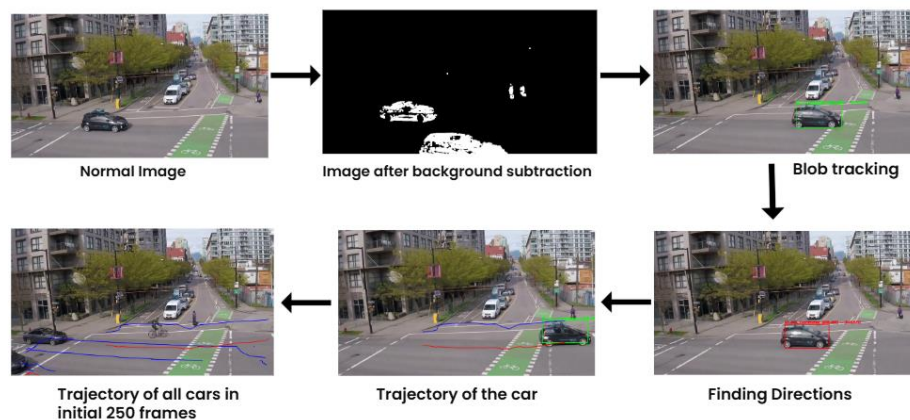 Normal Image
Image after background subtraction
Blob tracking
Trajectory of all cars in
initial 250 frames
Trajectory of the car
Finding Directions